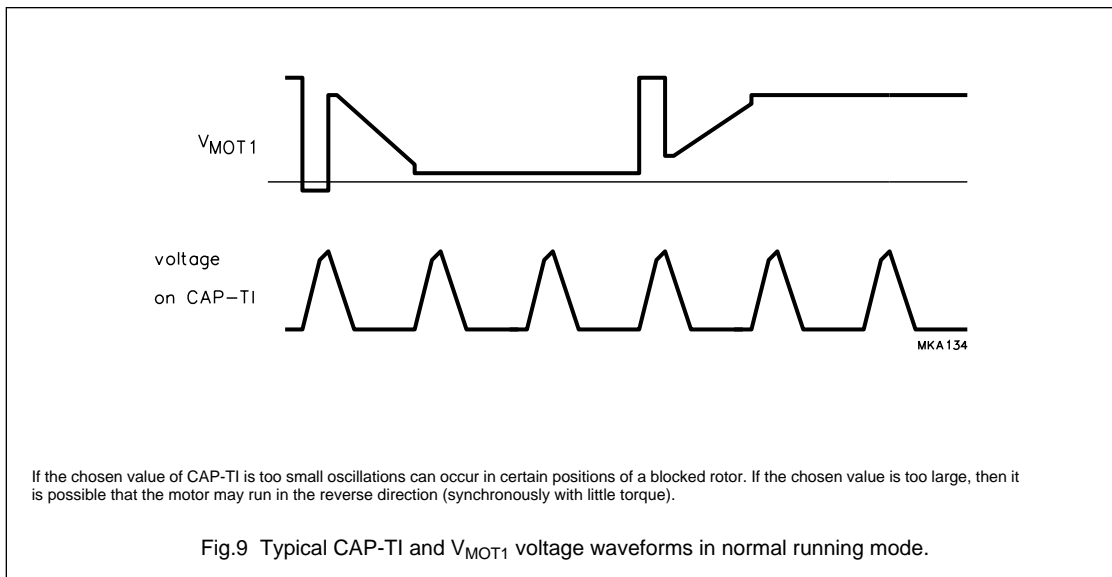 VMOT1
voltage
on CAP–TI
MKA134
If the chosen value of CAP-TI is too small oscillations can occur in certain positions of a blocked rotor. If the chosen value is too large, then it
is possible that the motor may run in the reverse direction (synchronously with little torque).
Fig.9 Typical CAP-TI and VMOT1 voltage waveforms in normal running mode.